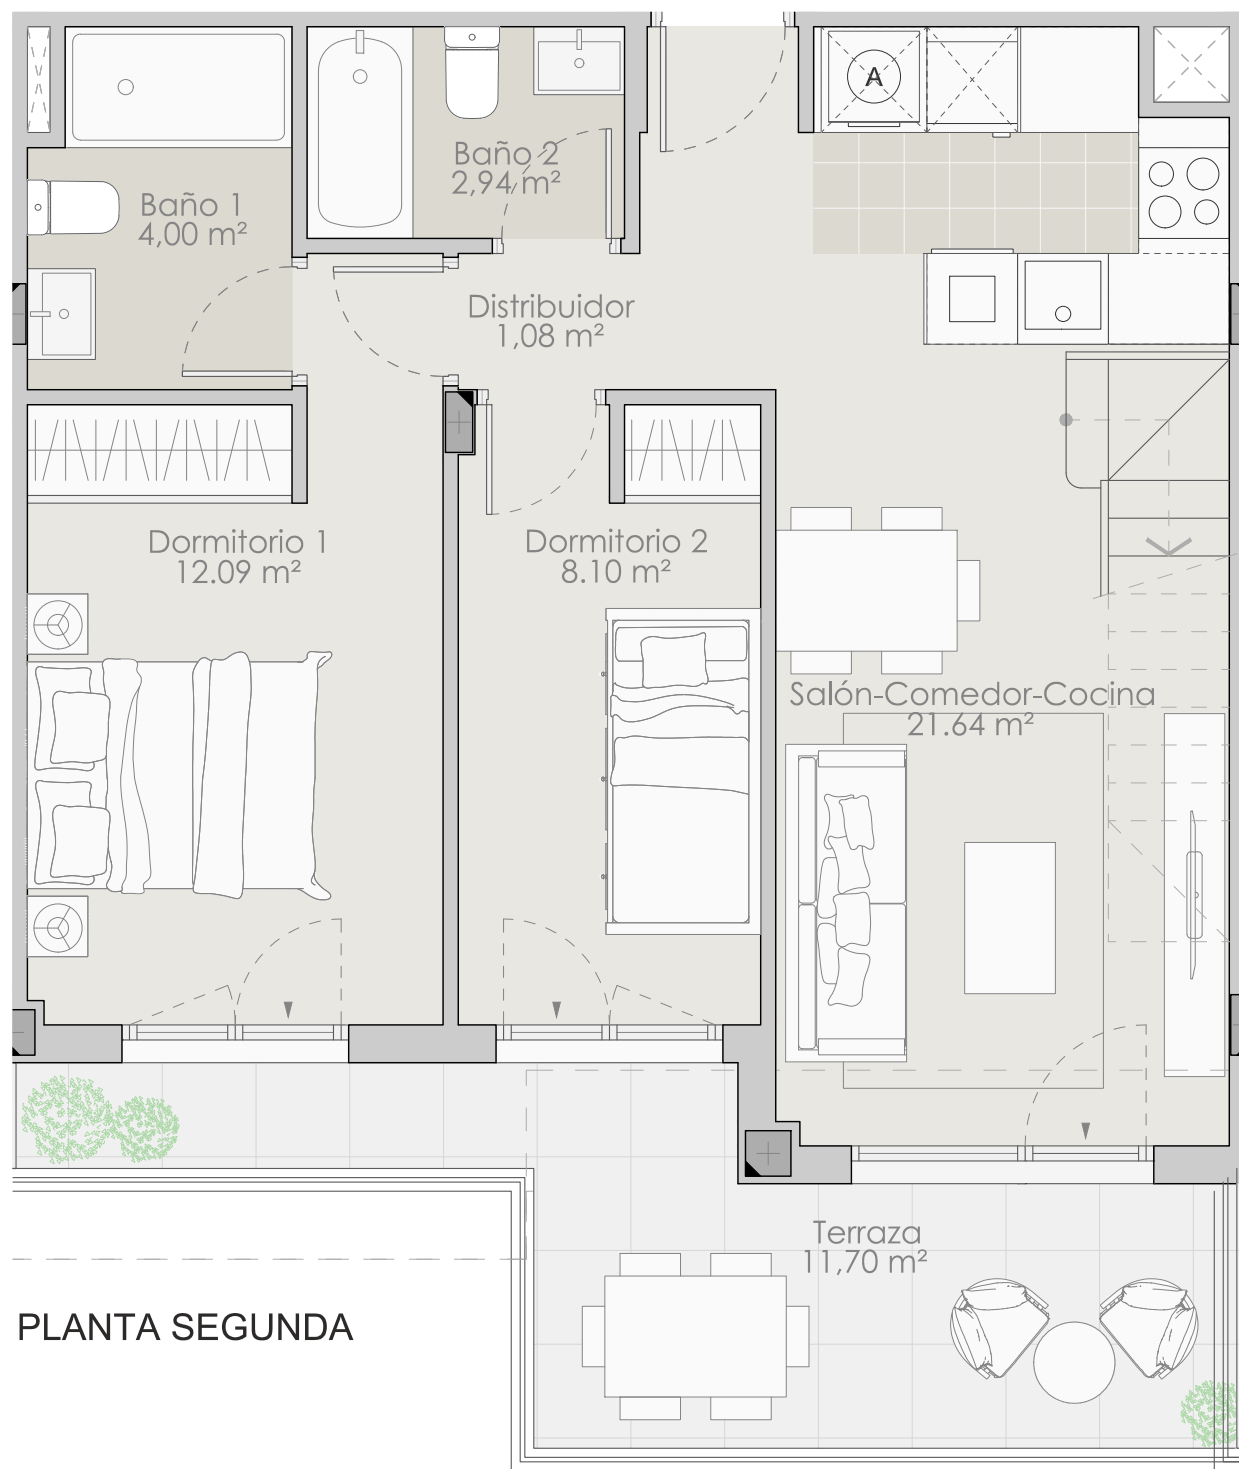 A
Baño 2
2,94 m²
Baño 1
4,00 m²
Distribuidor
1,08 m²
Dormitorio 1
12.09 m²
Dormitorio 2
8.10 m²
Salón-Comedor-Cocina
21.64 m²
Terraza
11,70 m²
PLANTA SEGUNDA